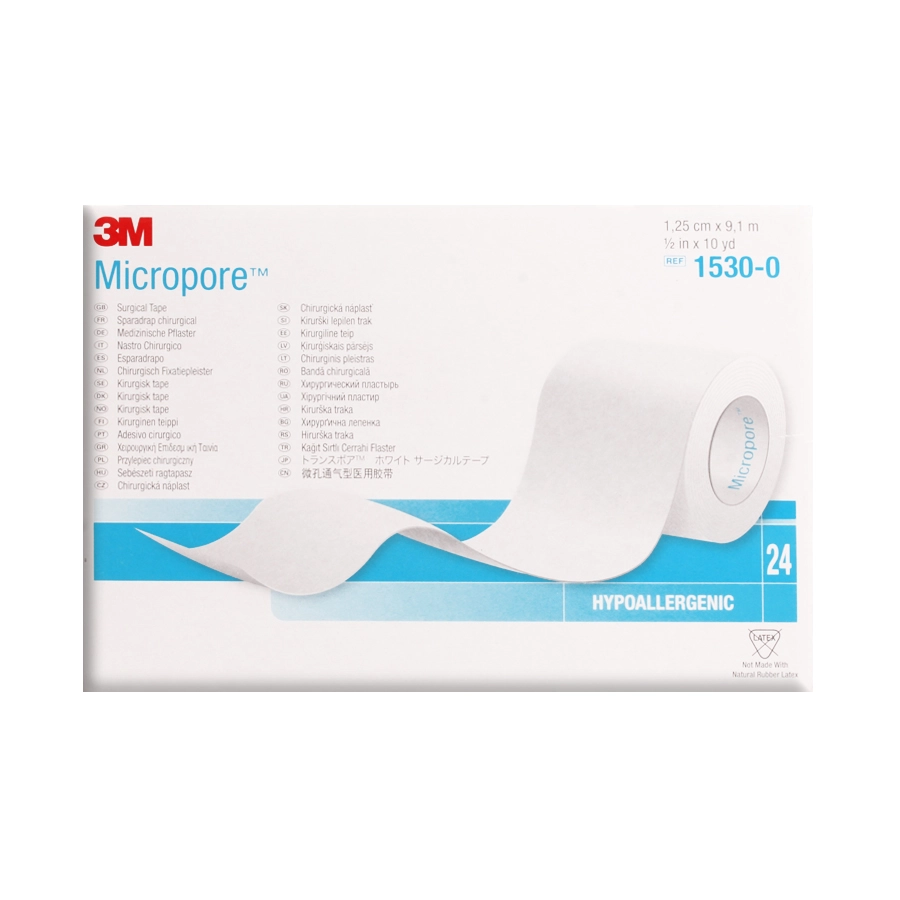 3M
Micropore™
GB Surgical Tape
FR Sparadrap chirurgical
DE Medizinische Pflaster
IT Nastro Chirurgico
ES Esparadrapo
NL Chirurgisch Fixatiepleister
SE Kirurgisk tape
DK Kirurgisk tape
NO Kirurgisk tape
FI Kirurginen teippi
PT Adesivo cirurgico
GR Χειρουργικη Επιδεσμ ική Ταινια
PL Przylepiec chirurgiczny
HU Sebészeti ragtapasz
CZ Chirurgická náplast
SK Chirurgická náplasť
SI Kirurški lepilen trak
EE Kirurgiline teip
LV Kirurģiskais pārsējs
LT Chirurginis pleistras
RO Bandă chirurgicală
RU Хирургический пластырь
UA Хірургічний пластир
HR Kirurška traka
BG Хирургична лепенка
RS Hirurška traka
TR Kağıt Sırtlı Cerrahi Flaster
JP トランスポア™ ホワイト サージカルテープ
CN 微孔通气型医用胶带
1,25 cm x 9,1 m
½ in x 10 yd
REF 1530-0
Micropore™
24
HYPOALLERGENIC
LATEX
Not Made With
Natural Rubber Latex